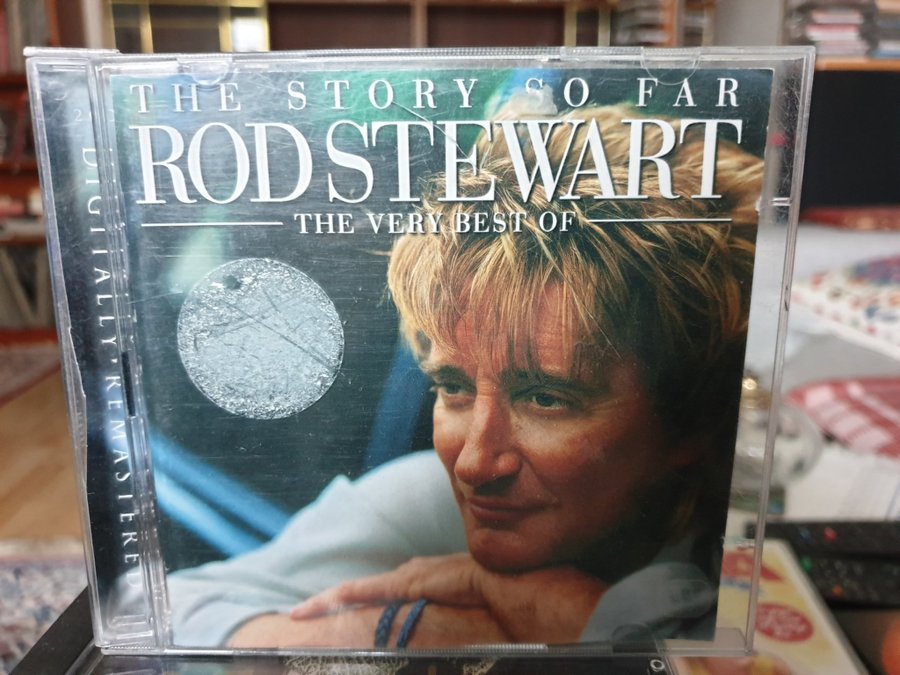 THE STORY SO FAR
ROD STEWART
THE VERY BEST OF
DIGITALLY·REMASTERED